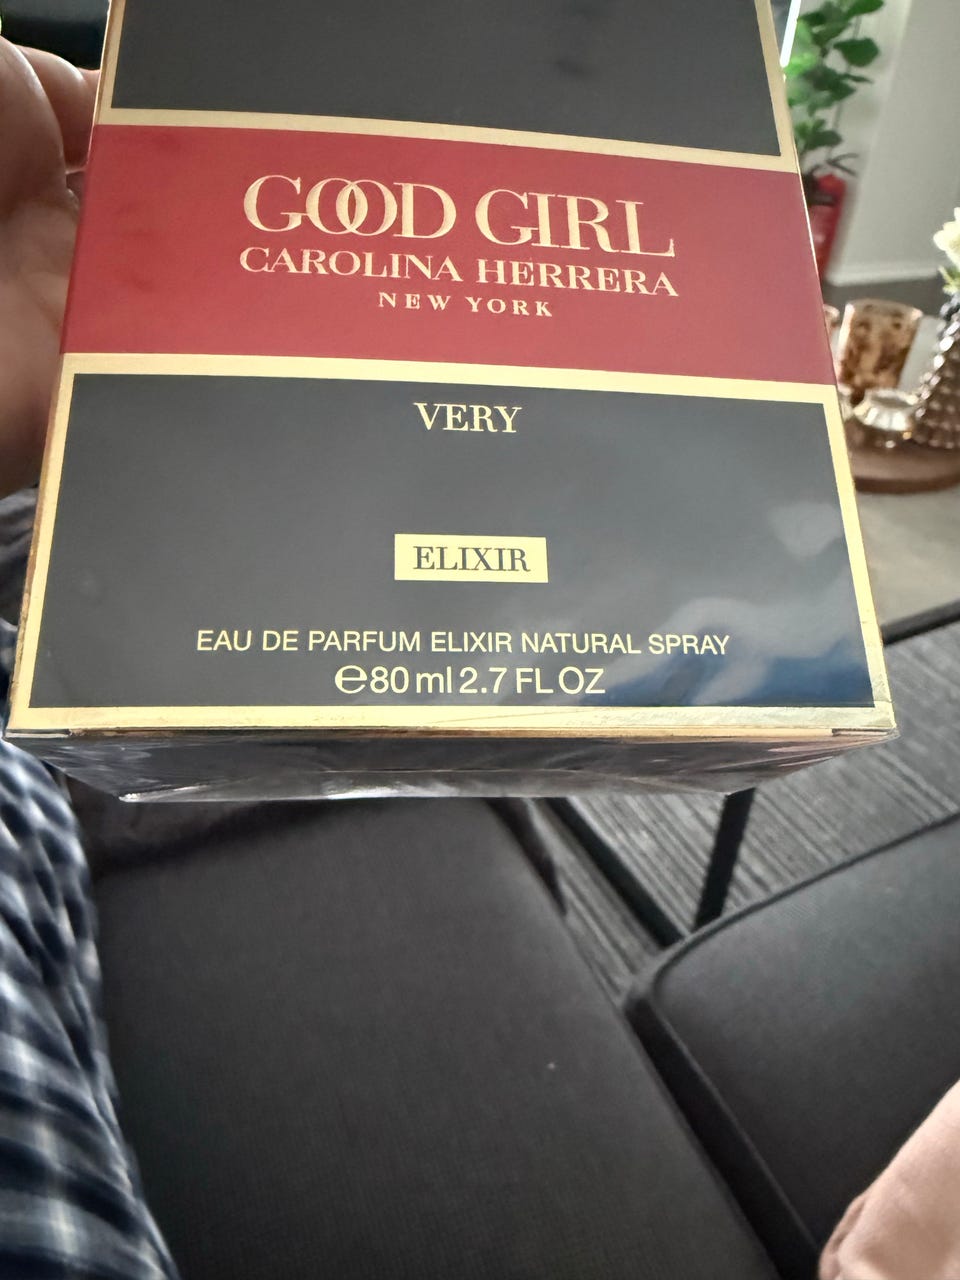 GOOD GIRL
CAROLINA HERRERA
NEW YORK
VERY
ELIXIR
EAU DE PARFUM ELIXIR NATURAL SPRAY
℮80 ml 2.7 FL OZ